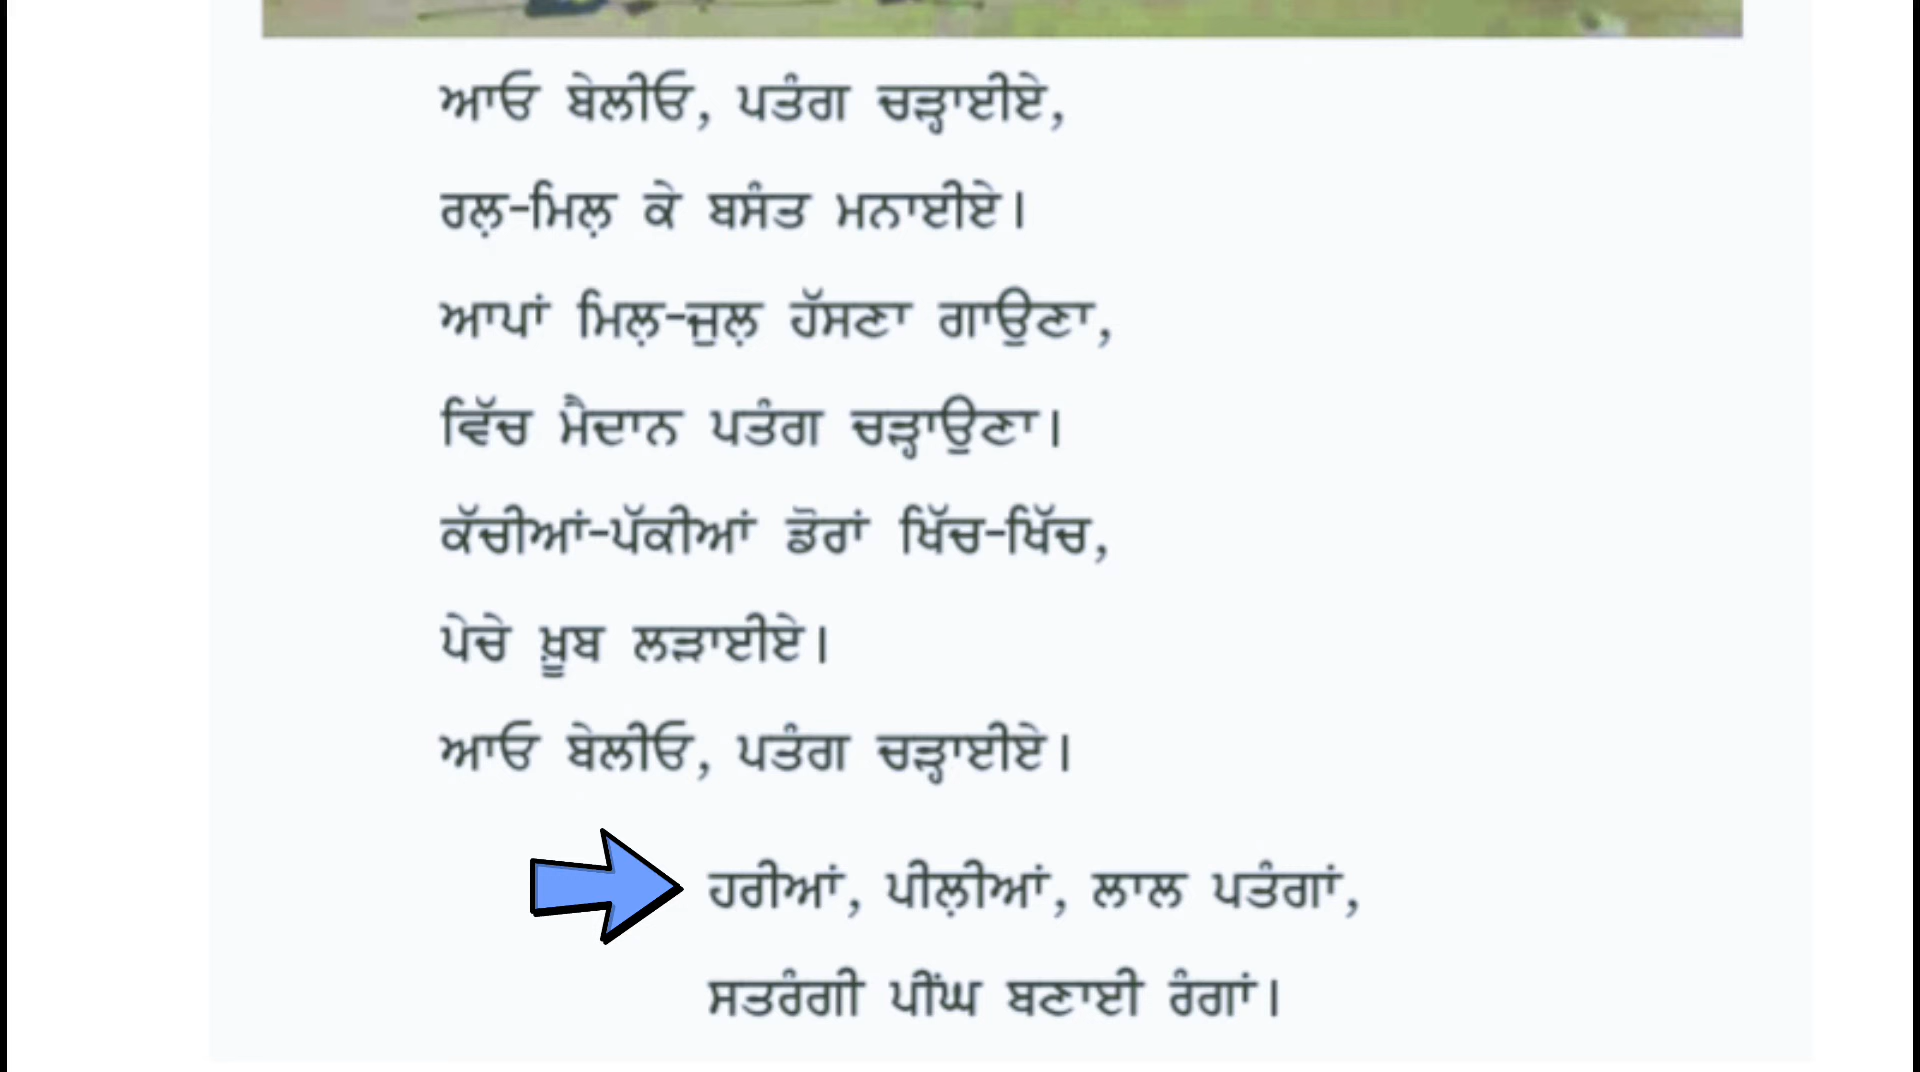 ਆਓ ਬੇਲੀਓ, ਪਤੰਗ ਚੜ੍ਹਾਈਏ,
ਰਲ਼-ਮਿਲ਼ ਕੇ ਬਸੰਤ ਮਨਾਈਏ।
ਆਪਾਂ ਮਿਲ਼-ਜੁਲ਼ ਹੱਸਣਾ ਗਾਉਣਾ,
ਵਿੱਚ ਮੈਦਾਨ ਪਤੰਗ ਚੜ੍ਹਾਉਣਾ।
ਕੱਚੀਆਂ-ਪੱਕੀਆਂ ਡੋਰਾਂ ਖਿੱਚ-ਖਿੱਚ,
ਪੇਚੇ ਖ਼ੂਬ ਲੜਾਈਏ।
ਆਓ ਬੇਲੀਓ, ਪਤੰਗ ਚੜ੍ਹਾਈਏ।
ਹਰੀਆਂ, ਪੀਲ਼ੀਆਂ, ਲਾਲ ਪਤੰਗਾਂ,
ਸਤਰੰਗੀ ਪੀਂਘ ਬਣਾਈ ਰੰਗਾਂ।